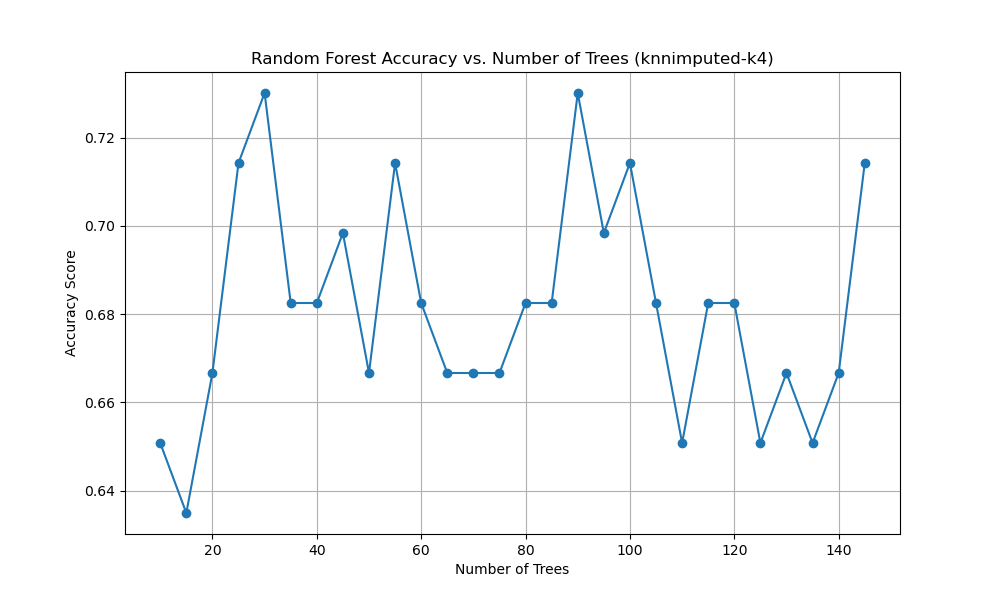 Random Forest Accuracy vs. Number of Trees (knnimputed-k4)
0.72
0.70
0.68
0.66
0.64
Accuracy Score
20 40 60 80 100 120 140
Number of Trees